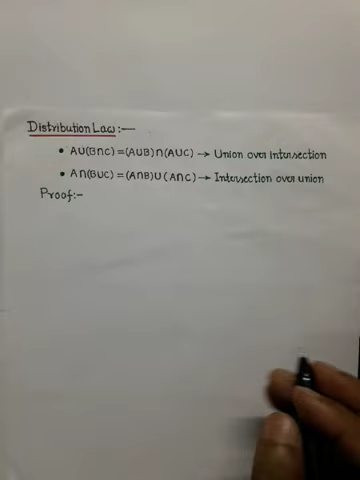 Distribution Law:—
• A∪(B∩C)=(A∪B)∩(A∪C)→ Union over intersection
• A∩(B∪C)=(A∩B)∪(A∩C)→ Intersection over union
Proof:-